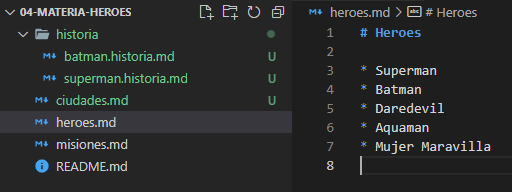 04-MATERIA-HEROES
historia
batman.historia.md U
superman.historia.md U
ciudades.md U
heroes.md
misiones.md
README.md
heroes.md > # Heroes
1 # Heroes
2
3 * Superman
4 * Batman
5 * Daredevil
6 * Aquaman
7 * Mujer Maravilla
8